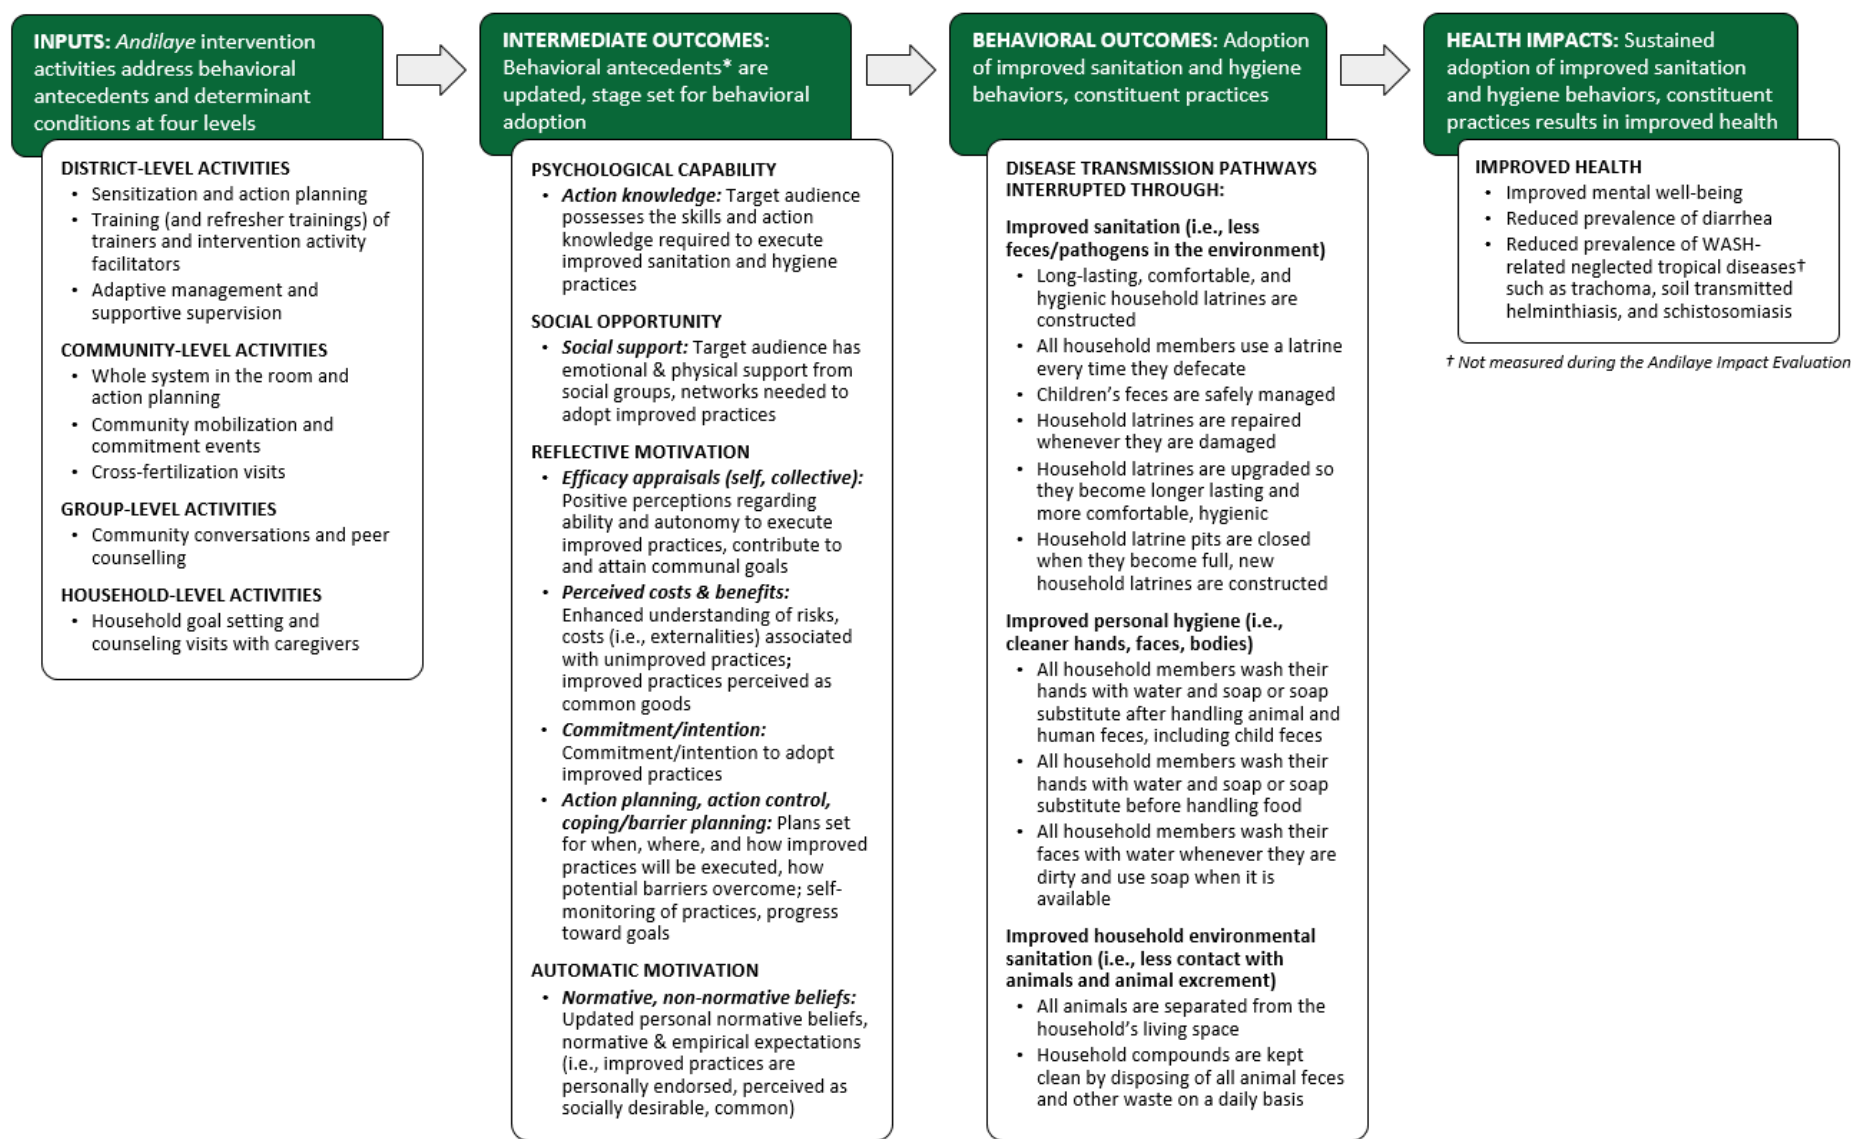 INPUTS: Andilaye intervention
activities address behavioral
antecedents and determinant
conditions at four levels
DISTRICT-LEVEL ACTIVITIES
• Sensitization and action planning
• Training (and refresher trainings) of
trainers and intervention activity
facilitators
• Adaptive management and
supportive supervision
COMMUNITY-LEVEL ACTIVITIES
• Whole system in the room and
action planning
• Community mobilization and
commitment events
• Cross-fertilization visits
GROUP-LEVEL ACTIVITIES
• Community conversations and peer
counselling
HOUSEHOLD-LEVEL ACTIVITIES
• Household goal setting and
counseling visits with caregivers
INTERMEDIATE OUTCOMES:
Behavioral antecedents* are
updated, stage set for behavioral
adoption
PSYCHOLOGICAL CAPABILITY
• Action knowledge: Target audience
possesses the skills and action
knowledge required to execute
improved sanitation and hygiene
practices
SOCIAL OPPORTUNITY
• Social support: Target audience has
emotional & physical support from
social groups, networks needed to
adopt improved practices
REFLECTIVE MOTIVATION
• Efficacy appraisals (self, collective):
Positive perceptions regarding
ability and autonomy to execute
improved practices, contribute to
and attain communal goals
• Perceived costs & benefits:
Enhanced understanding of risks,
costs (i.e., externalities) associated
with unimproved practices;
improved practices perceived as
common goods
• Commitment/intention:
Commitment/intention to adopt
improved practices
• Action planning, action control,
coping/barrier planning: Plans set
for when, where, and how improved
practices will be executed, how
potential barriers overcome; self-
monitoring of practices, progress
toward goals
AUTOMATIC MOTIVATION
• Normative, non-normative beliefs:
Updated personal normative beliefs,
normative & empirical expectations
(i.e., improved practices are
personally endorsed, perceived as
socially desirable, common)
BEHAVIORAL OUTCOMES: Adoption
of improved sanitation and hygiene
behaviors, constituent practices
DISEASE TRANSMISSION PATHWAYS
INTERRUPTED THROUGH:
Improved sanitation (i.e., less
feces/pathogens in the environment)
• Long-lasting, comfortable, and
hygienic household latrines are
constructed
• All household members use a latrine
every time they defecate
• Children's feces are safely managed
• Household latrines are repaired
whenever they are damaged
• Household latrines are upgraded so
they become longer lasting and
more comfortable, hygienic
• Household latrine pits are closed
when they become full, new
household latrines are constructed
Improved personal hygiene (i.e.,
cleaner hands, faces, bodies)
• All household members wash their
hands with water and soap or soap
substitute after handling animal and
human feces, including child feces
• All household members wash their
hands with water and soap or soap
substitute before handling food
• All household members wash their
faces with water whenever they are
dirty and use soap when it is
available
Improved household environmental
sanitation (i.e., less contact with
animals and animal excrement)
• All animals are separated from the
household's living space
• Household compounds are kept
clean by disposing of all animal feces
and other waste on a daily basis
HEALTH IMPACTS: Sustained
adoption of improved sanitation
and hygiene behaviors, constituent
practices results in improved health
IMPROVED HEALTH
• Improved mental well-being
• Reduced prevalence of diarrhea
• Reduced prevalence of WASH-
related neglected tropical diseases†
such as trachoma, soil transmitted
helminthiasis, and schistosomiasis
† Not measured during the Andilaye Impact Evaluation